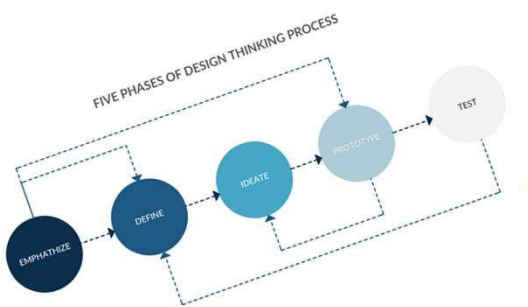 FIVE PHASES OF DESIGN THINKING PROCESS
EMPHATHIZE
DEFINE
IDEATE
PROTOTYPE
TEST